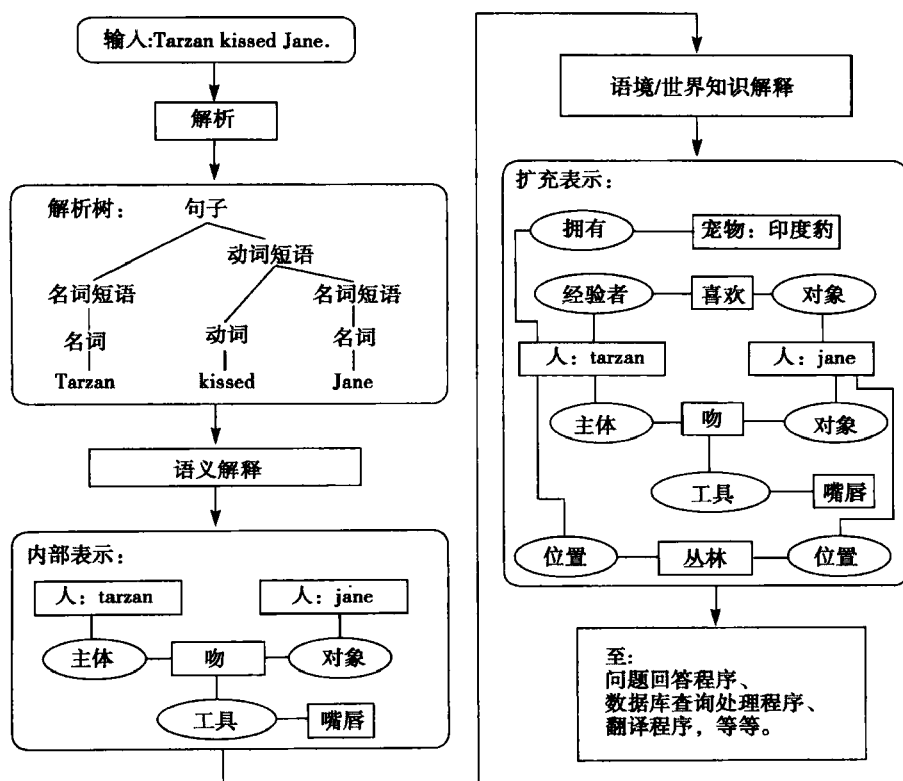 输入:Tarzan kissed Jane.
解析
解析树： 句子
动词短语
名词短语 名词短语
名词 动词 名词
Tarzan kissed Jane
语义解释
内部表示：
人：tarzan 人：jane
主体 吻 对象
工具 嘴唇
语境/世界知识解释
扩充表示：
拥有 宠物：印度豹
经验者 喜欢 对象
人：tarzan 人：jane
主体 吻 对象
工具 嘴唇
位置 丛林 位置
至：
问题回答程序、
数据库查询处理程序、
翻译程序，等等。